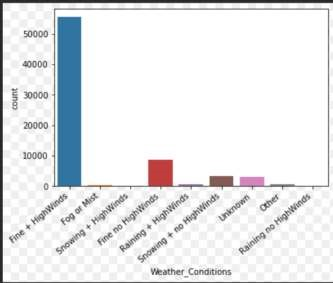 50000
40000
30000
20000
10000
0
count
Fine + HighWinds
Fog or Mist
Snowing + HighWinds
Fine no HighWinds
Raining + HighWinds
Snowing + no HighWinds
Unknown
Other
Raining no HighWinds
Weather_Conditions